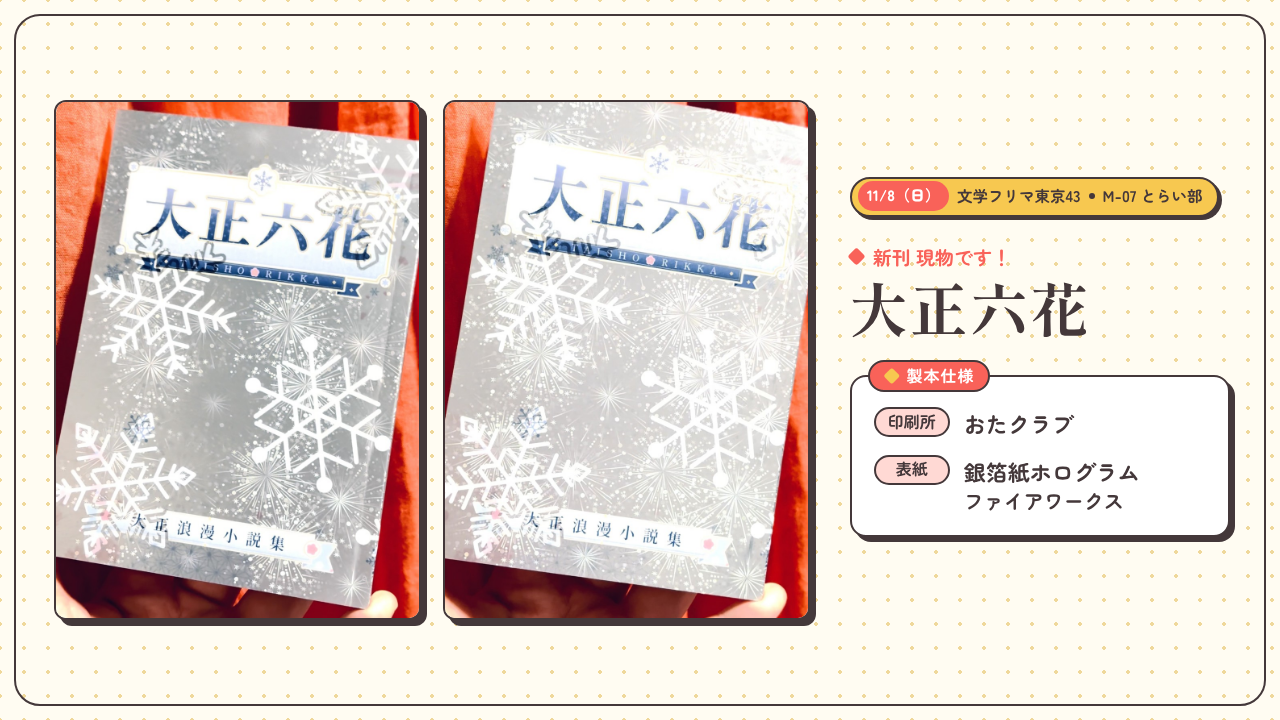 大正六花
SHO RIKKA
大正浪漫小説集
大正六花
SHO RIKKA
大正浪漫小説集
11/8（日） 文学フリマ東京43 • M-07 とらい部
新刊 現物です！
大正六花
製本仕様
印刷所 おたクラブ
表紙 銀箔紙ホログラム
ファイアワークス